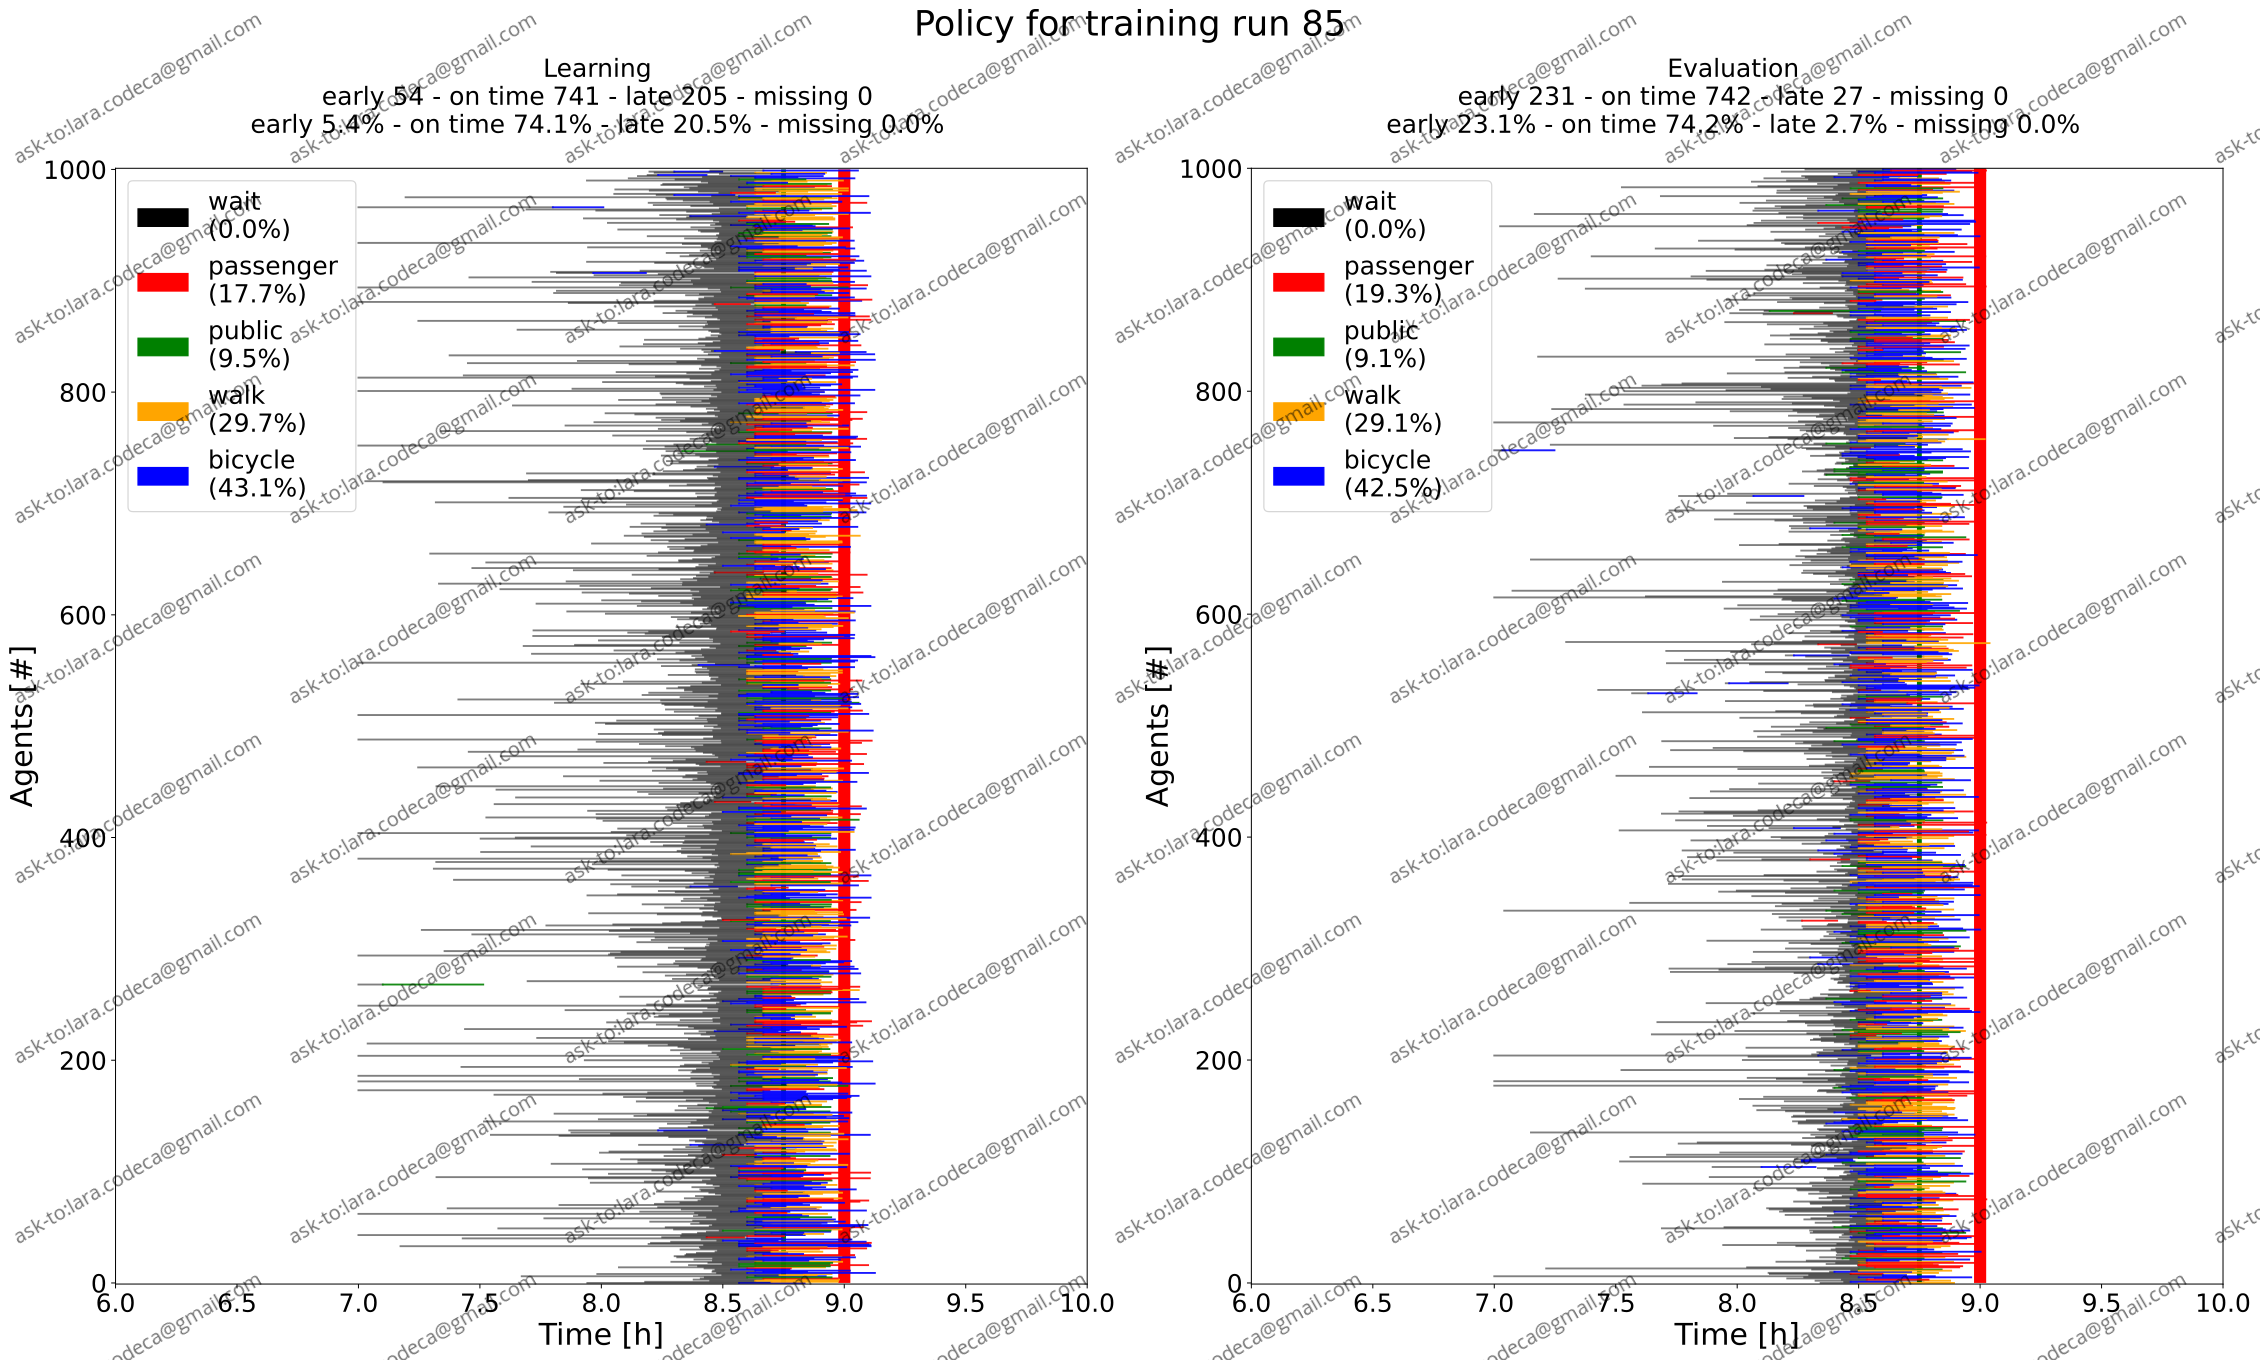 Policy for training run 85
Learning
early 54 - on time 741 - late 205 - missing 0
early 5.4% - on time 74.1% - late 20.5% - missing 0.0%
1000
800
600
400
200
0
Agents [#]
wait
(0.0%)
passenger
(17.7%)
public
(9.5%)
walk
(29.7%)
bicycle
(43.1%)
6.0 6.5 7.0 7.5 8.0 8.5 9.0 9.5 10.0
Time [h]
Evaluation
early 231 - on time 742 - late 27 - missing 0
early 23.1% - on time 74.2% - late 2.7% - missing 0.0%
1000
800
600
400
200
0
Agents [#]
wait
(0.0%)
passenger
(19.3%)
public
(9.1%)
walk
(29.1%)
bicycle
(42.5%)
6.0 6.5 7.0 7.5 8.0 8.5 9.0 9.5 10.0
Time [h]
ask-to:lara.codeca@gmail.com